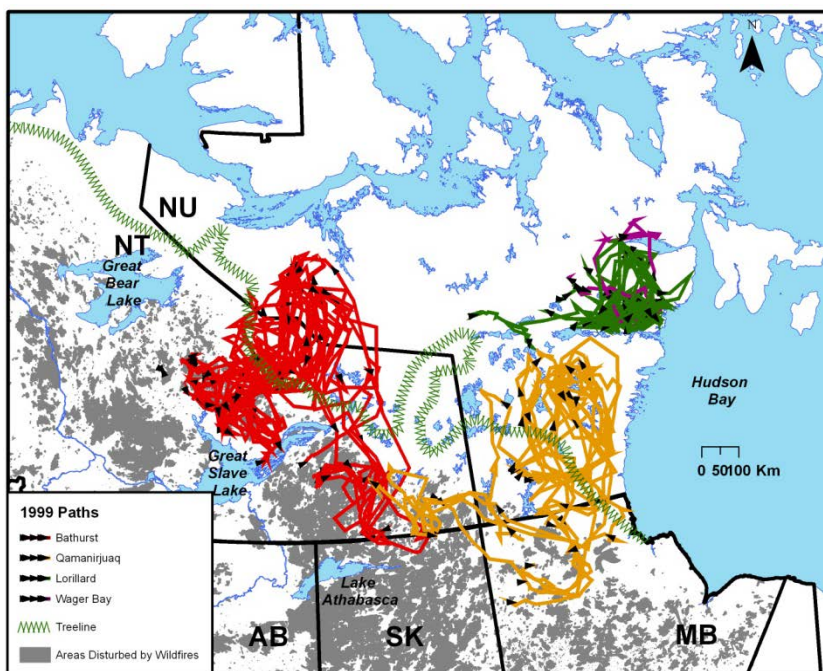 N
NU
NT
Great
Bear
Lake
Hudson
Bay
0 50100 Km
Great
Slave
Lake
1999 Paths
Bathurst
Qamanirjuaq
Lorillard
Wager Bay
Treeline
Areas Disturbed by Wildfires
Lake
Athabasca
AB
SK
MB